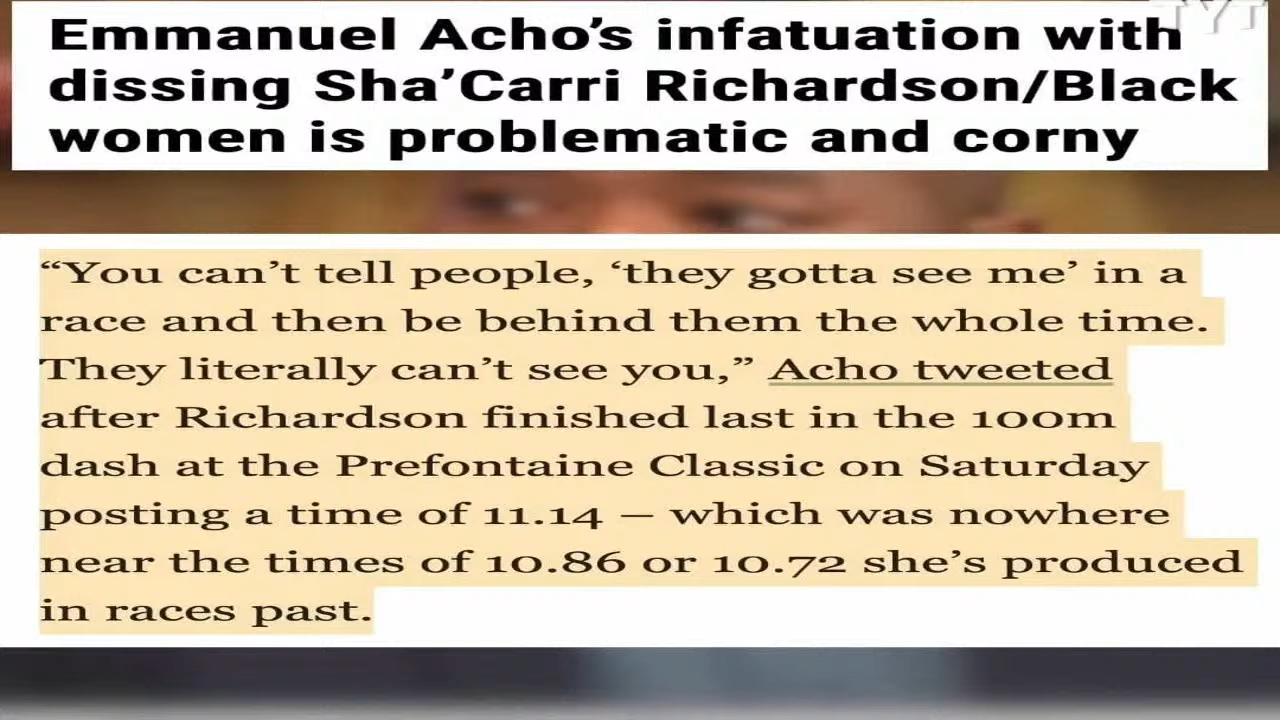 TYT
Emmanuel Acho’s infatuation with
dissing Sha’Carri Richardson/Black
women is problematic and corny
“You can’t tell people, ‘they gotta see me’ in a
race and then be behind them the whole time.
They literally can’t see you,” Acho tweeted
after Richardson finished last in the 100m
dash at the Prefontaine Classic on Saturday
posting a time of 11.14 – which was nowhere
near the times of 10.86 or 10.72 she’s produced
in races past.